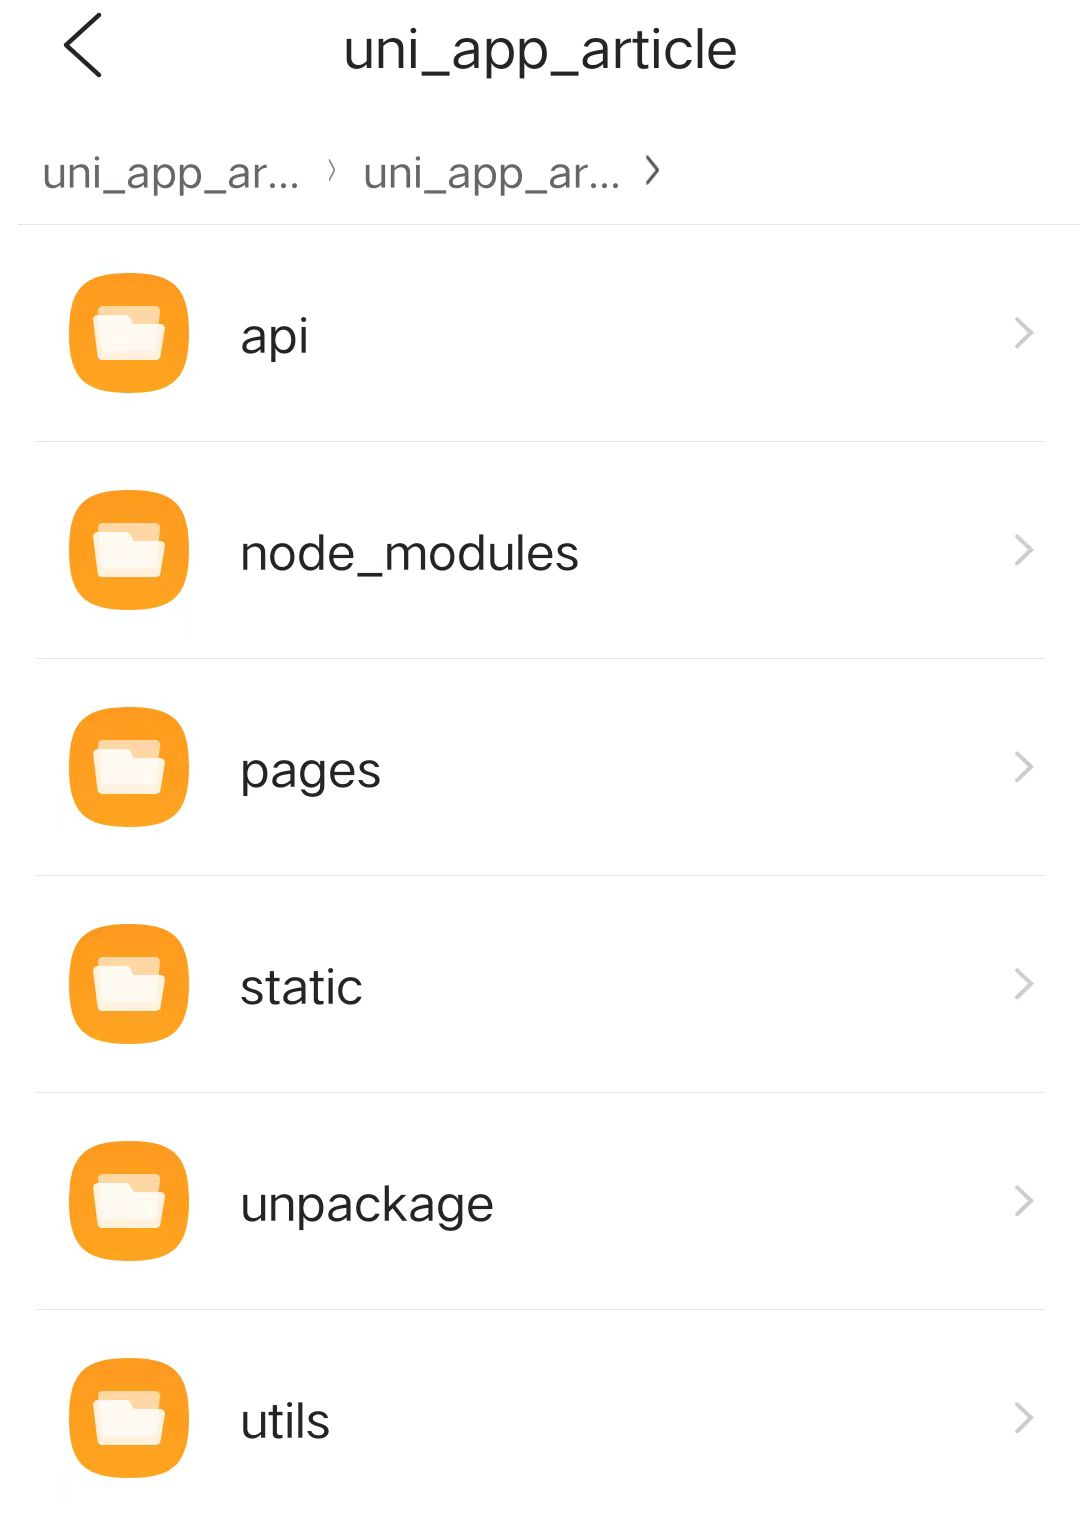 uni_app_article
uni_app_ar... uni_app_ar...
api
node_modules
pages
static
unpackage
utils